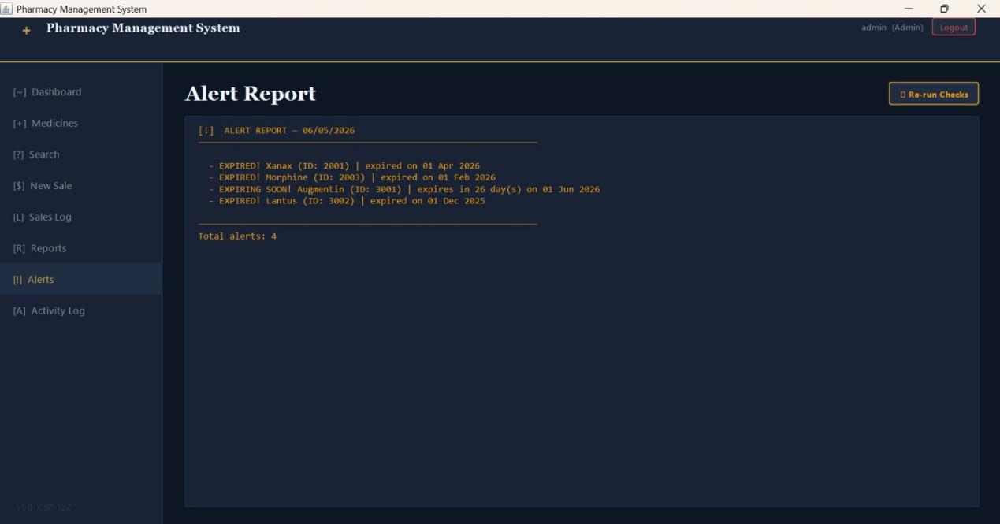 Pharmacy Management System
+ Pharmacy Management System
admin (Admin) Logout
[~] Dashboard
[+] Medicines
[?] Search
[$] New Sale
[L] Sales Log
[R] Reports
[!] Alerts
[A] Activity Log
v1.0 CSP-122
Alert Report
Re-run Checks
[!] ALERT REPORT — 06/05/2026
- EXPIRED! Xanax (ID: 2001) | expired on 01 Apr 2026
- EXPIRED! Morphine (ID: 2003) | expired on 01 Feb 2026
- EXPIRING SOON! Augmentin (ID: 3001) | expires in 26 day(s) on 01 Jun 2026
- EXPIRED! Lantus (ID: 3002) | expired on 01 Dec 2025
Total alerts: 4